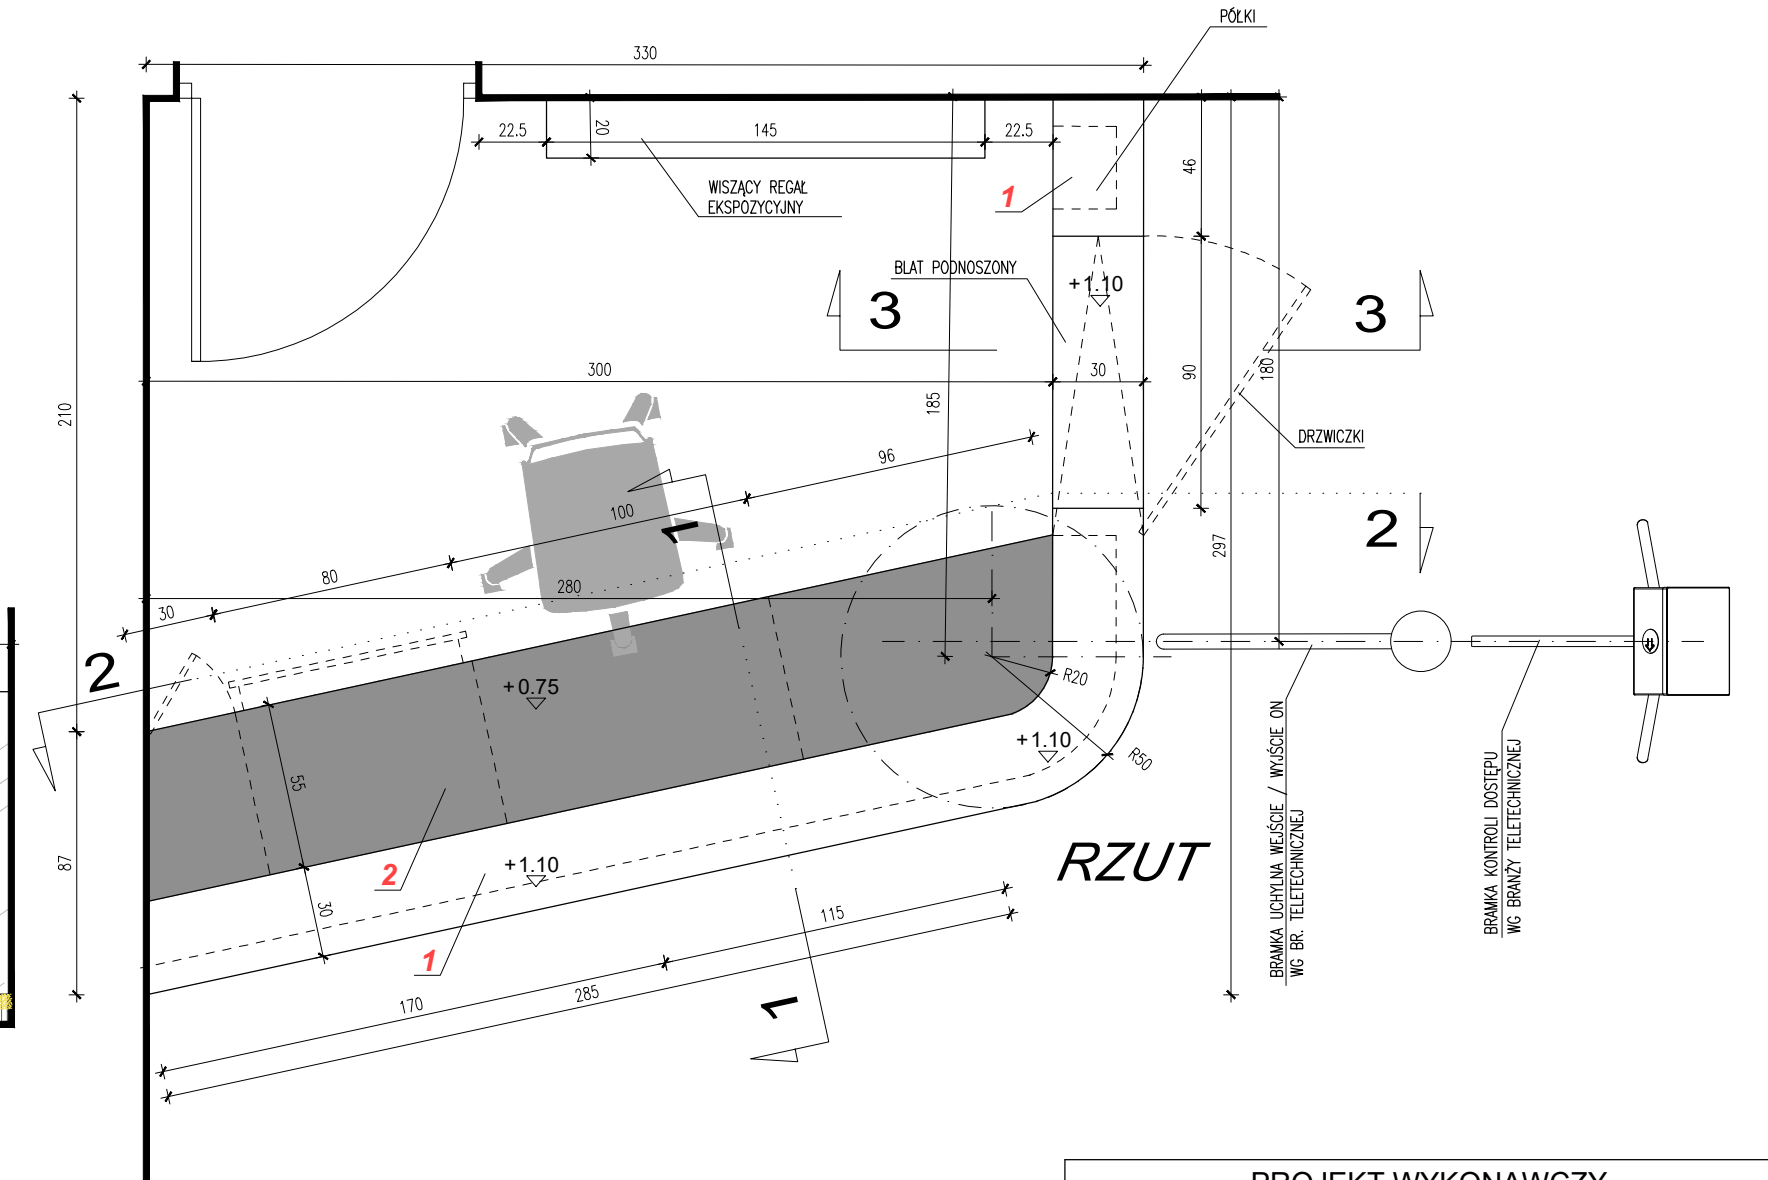 PÓŁKI
330
22.5
20
145
22.5
46
WISZĄCY REGAŁ
EKSPOZYCYJNY
1
BLAT PODNOSZONY
+1.10
3
3
300
30
90
180
185
210
DRZWICZKI
96
100
1
80
280
30
297
2
2
+0.75
R20
+1.10
R50
55
87
2
+1.10
30
1
RZUT
115
170
285
1
BRAMKA UCHYLNA WEJŚCIE / WYJŚCIE ON
WG BR. TELETECHNICZNEJ
BRAMKA KONTROLI DOSTĘPU
WG BRANŻY TELETECHNICZNEJ
PROJEKT WYKONAWCZY